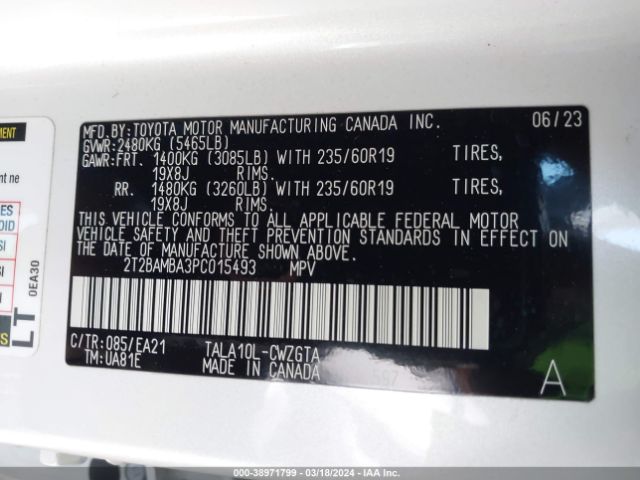 MFD.BY:TOYOTA MOTOR MANUFACTURING CANADA INC. 06/23
GVWR:2480KG (5465LB)
GAWR:FRT. 1400KG (3085LB) WITH 235/60R19 TIRES,
19X8J RIMS.
RR. 1480KG (3260LB) WITH 235/60R19 TIRES,
19X8J RIMS.
THIS VEHICLE CONFORMS TO ALL APPLICABLE FEDERAL MOTOR
VEHICLE SAFETY AND THEFT PREVENTION STANDARDS IN EFFECT ON
THE DATE OF MANUFACTURE SHOWN ABOVE.
2T2BAMBA3PC015493 MPV
C/TR:085/EA21 TALA10L-CWZGTA
TM:UA81E MADE IN CANADA 597
A
LT
0EA30
000-38971799 - 03/18/2024 - IAA Inc.